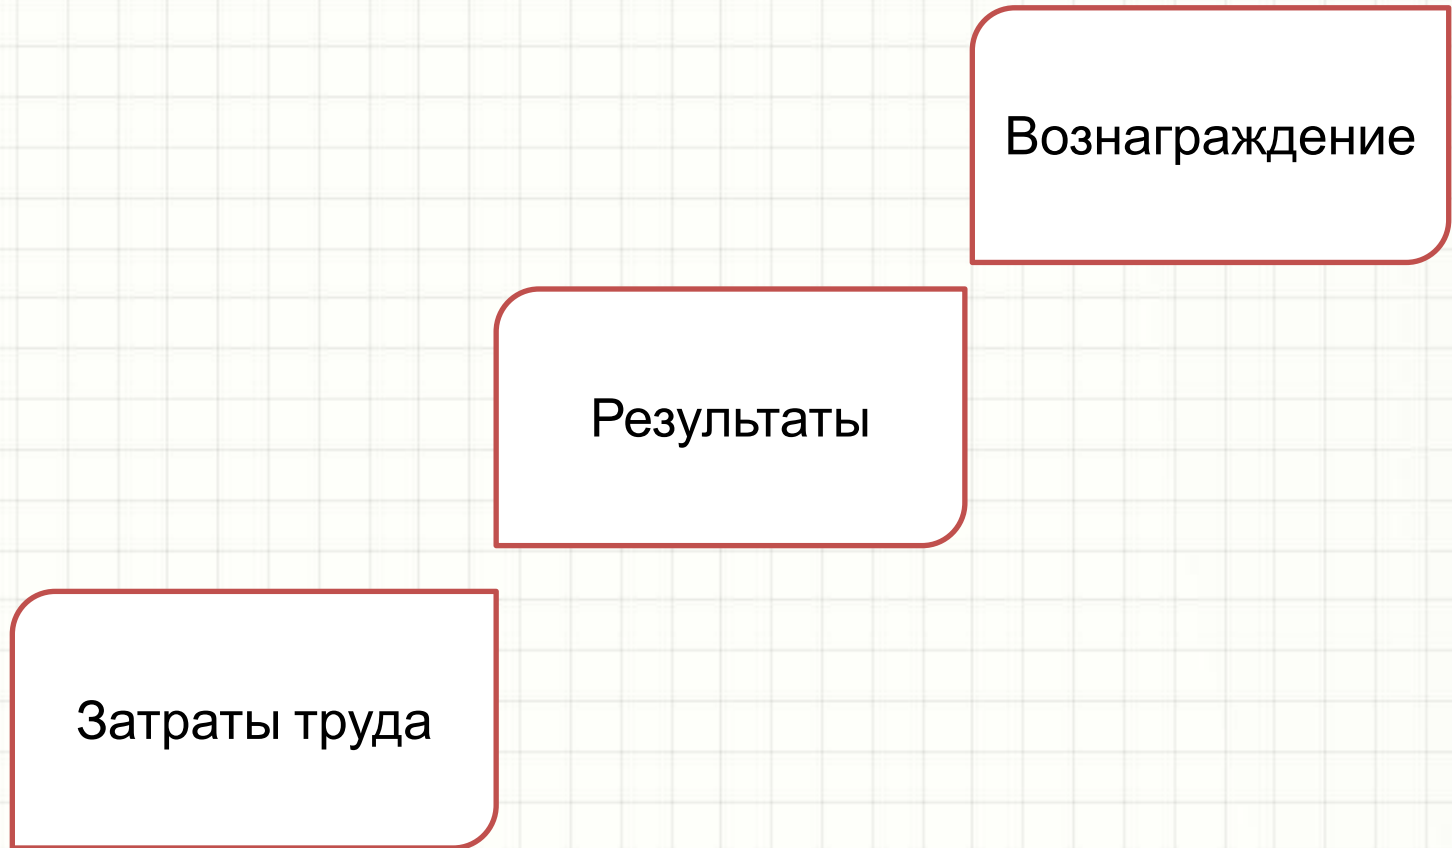 Вознаграждение
Результаты
Затраты труда